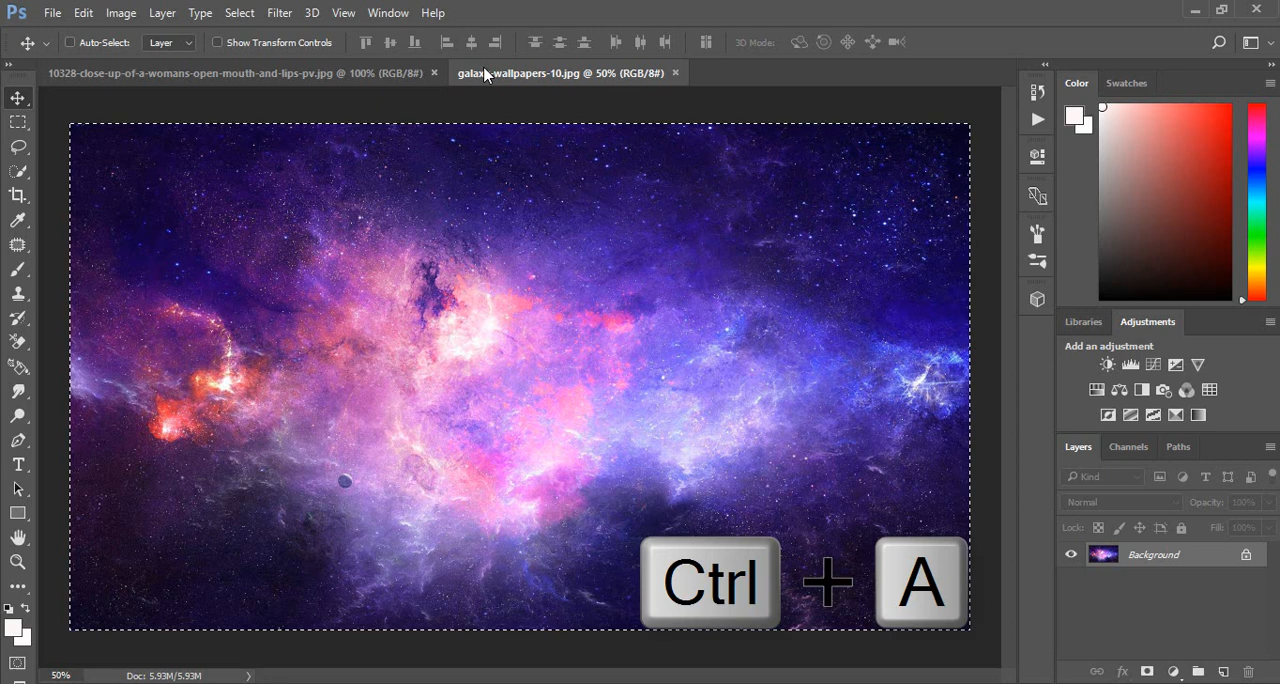 Ps File Edit Image Layer Type Select Filter 3D View Window Help
Auto-Select: Layer Show Transform Controls 3D Mode:
10328-close-up-of-a-womans-open-mouth-and-lips-pv.jpg @ 100% (RGB/8#) × galaxy-wallpapers-10.jpg @ 50% (RGB/8#) ×
Color Swatches
Libraries Adjustments
Add an adjustment
Layers Channels Paths
Kind
Normal Opacity: 100%
Lock: Fill: 100%
Background
Ctrl + A
50% Doc: 5.93M/5.93M